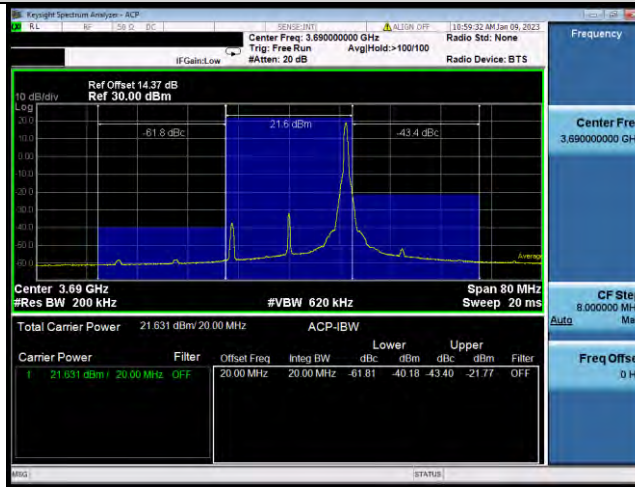 Keysight Spectrum Analyzer - ACP
RL RF 50 Ω DC SENSE:INT ALIGN OFF 10:59:32 AM Jan 09, 2023
Center Freq: 3.690000000 GHz Radio Std: None
Trig: Free Run Avg|Hold:>100/100
IFGain:Low #Atten: 20 dB Radio Device: BTS
Frequency
Ref Offset 14.37 dB
10 dB/div Ref 30.00 dBm
Log
20.0
10.0
0.00
-10.0
-20.0
-30.0
-40.0
-50.0
-60.0
-61.8 dBc
21.6 dBm
-43.4 dBc
Average
Center 3.69 GHz Span 80 MHz
#Res BW 200 kHz #VBW 620 kHz Sweep 20 ms
Total Carrier Power 21.631 dBm/ 20.00 MHz ACP-IBW
Lower Upper
Carrier Power Filter Offset Freq Integ BW dBc dBm dBc dBm Filter
1 21.631 dBm / 20.00 MHz OFF 20.00 MHz 20.00 MHz -61.81 -40.18 -43.40 -21.77 OFF
Center Fre
3.690000000 GH
CF Ste
8.000000 MH
Auto Ma
Freq Offse
0 H
MSG STATUS